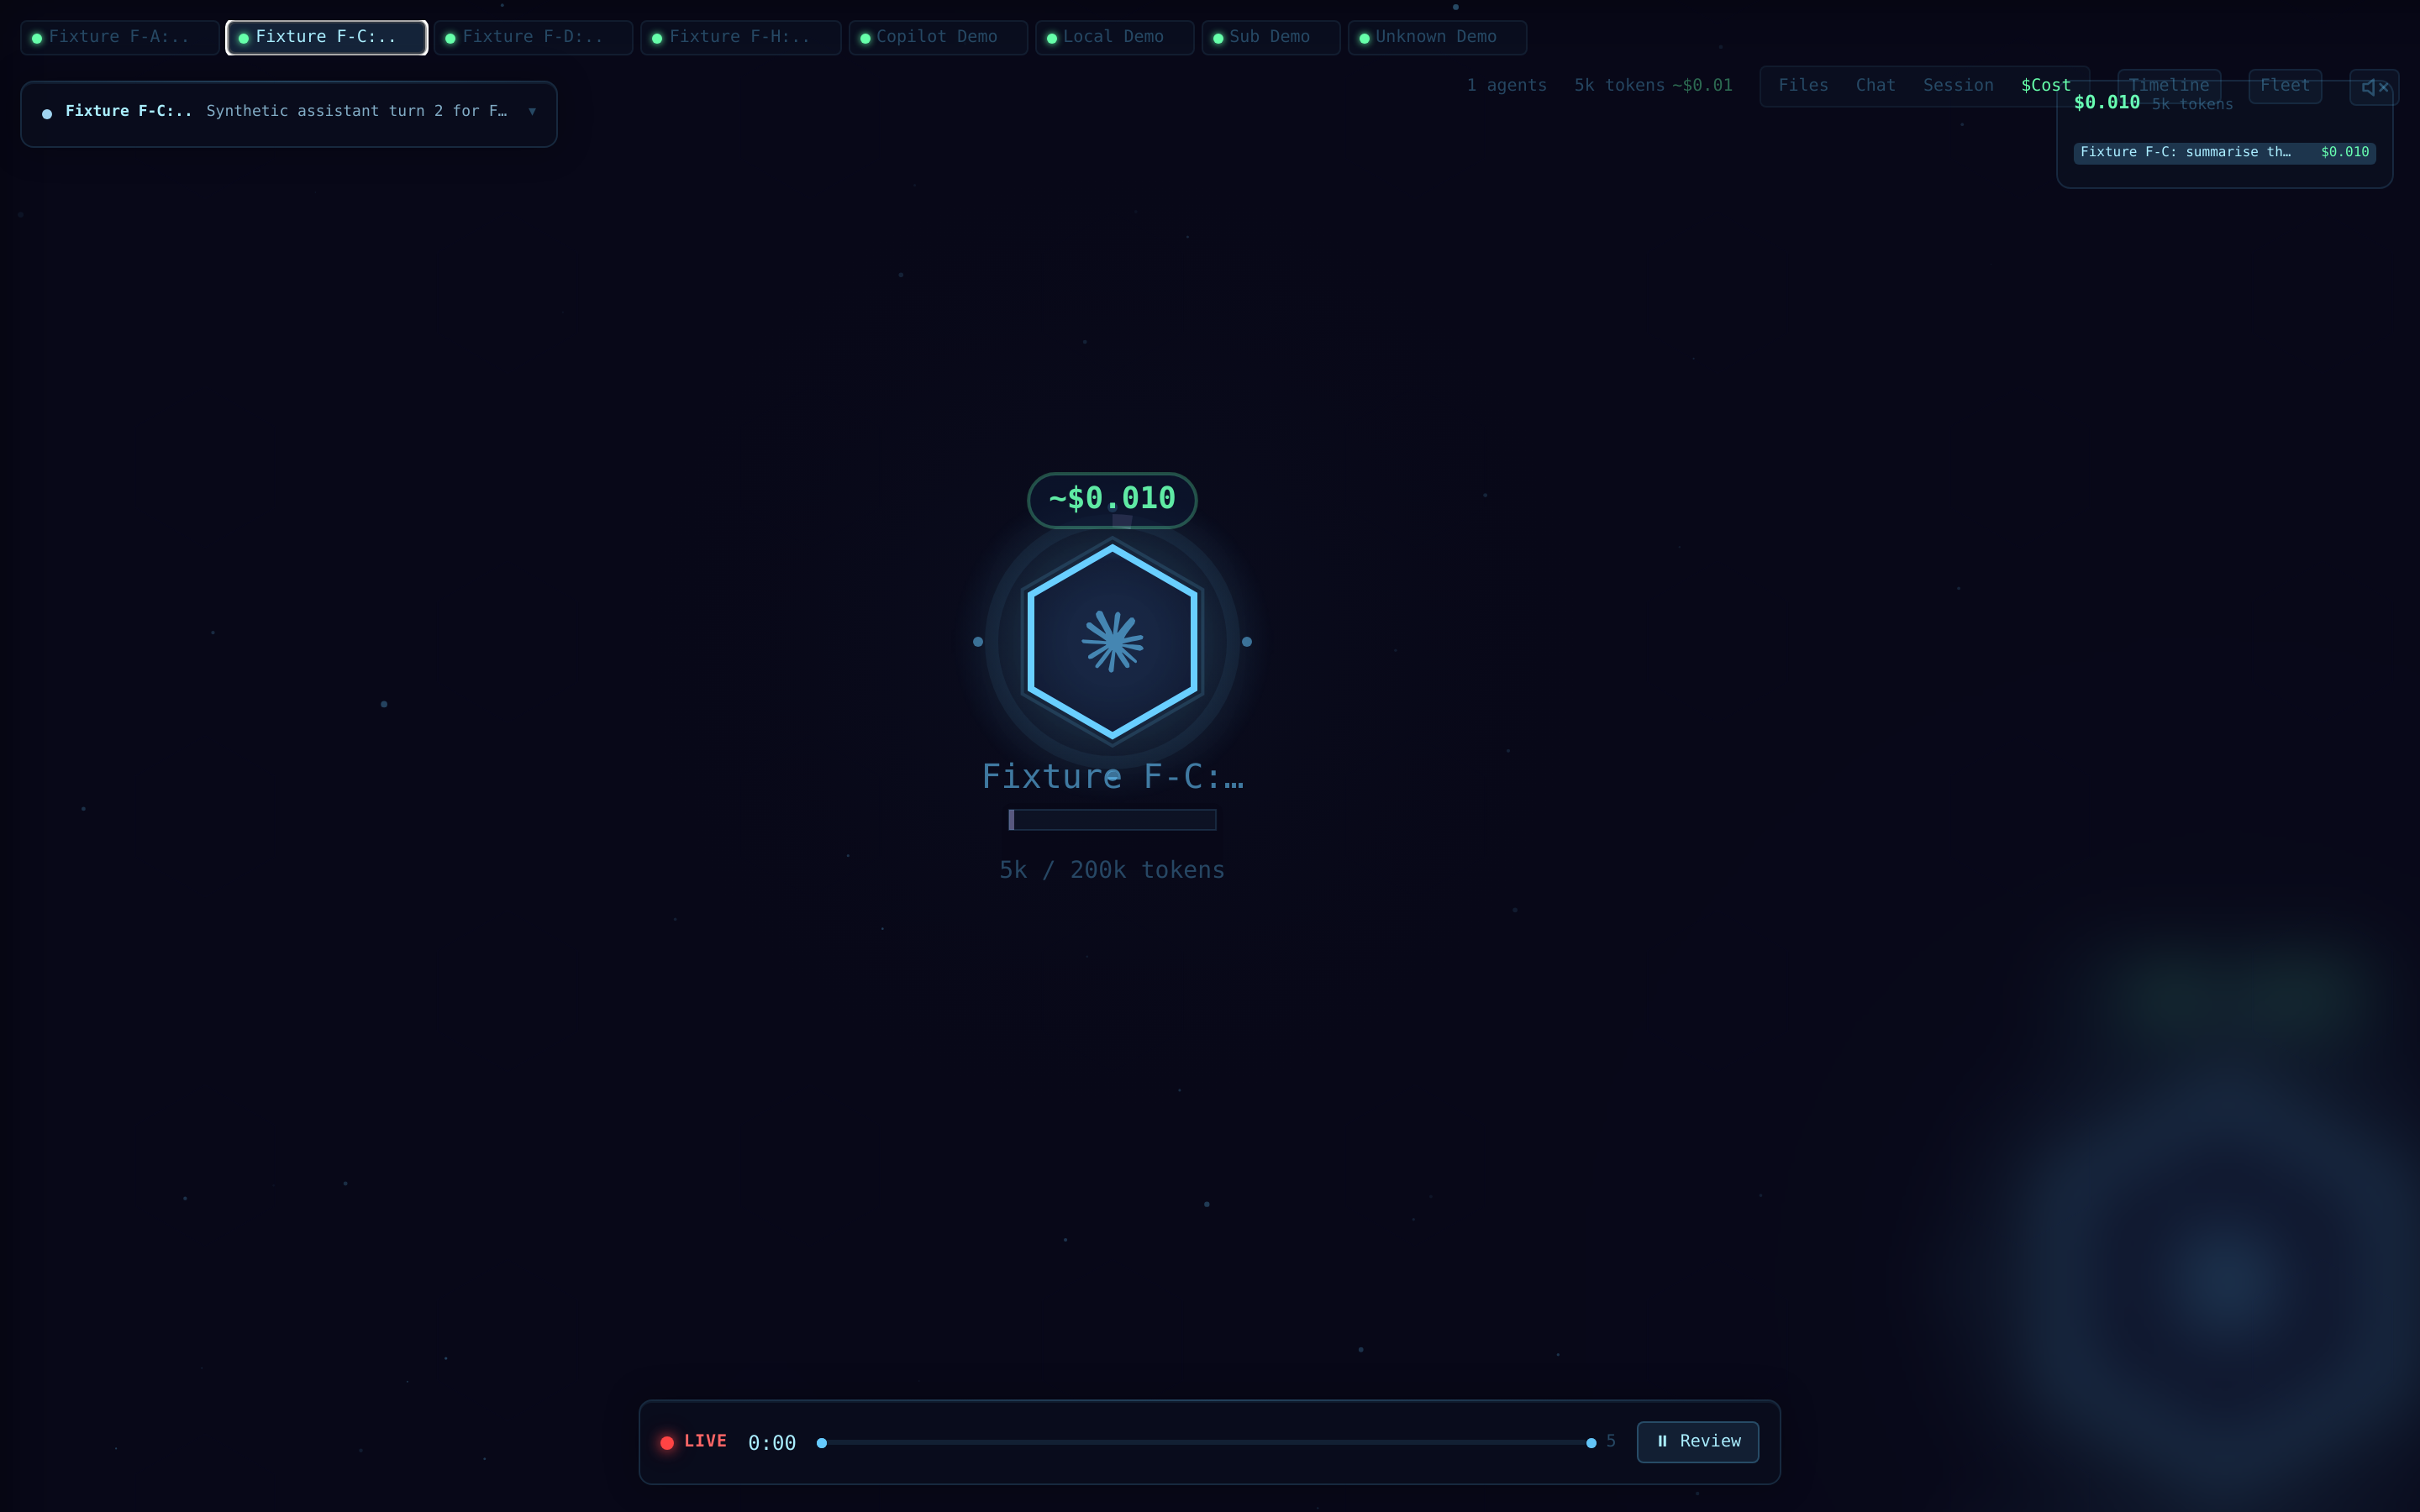 Fixture F-A:.. Fixture F-C:.. Fixture F-D:.. Fixture F-H:.. Copilot Demo Local Demo Sub Demo Unknown Demo
1 agents 5k tokens ~$0.01 Files Chat Session $Cost Timeline Fleet
Fixture F-C:.. Synthetic assistant turn 2 for F… ▼
$0.010 5k tokens
Fixture F-C: summarise th… $0.010
~$0.010
Fixture F-C:…
5k / 200k tokens
LIVE 0:00 5 Review